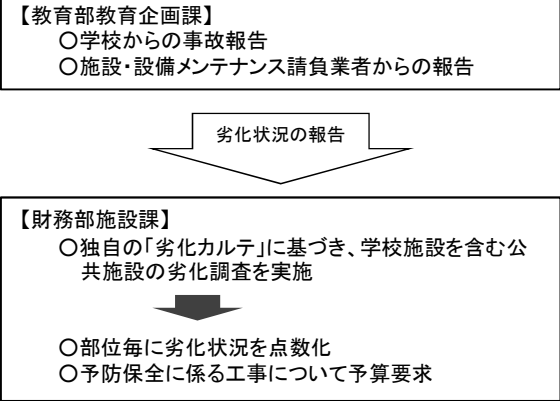 【教育部教育企画課】
〇学校からの事故報告
〇施設・設備メンテナンス請負業者からの報告
劣化状況の報告
【財務部施設課】
〇独自の「劣化カルテ」に基づき、学校施設を含む公
共施設の劣化調査を実施
〇部位毎に劣化状況を点数化
〇予防保全に係る工事について予算要求